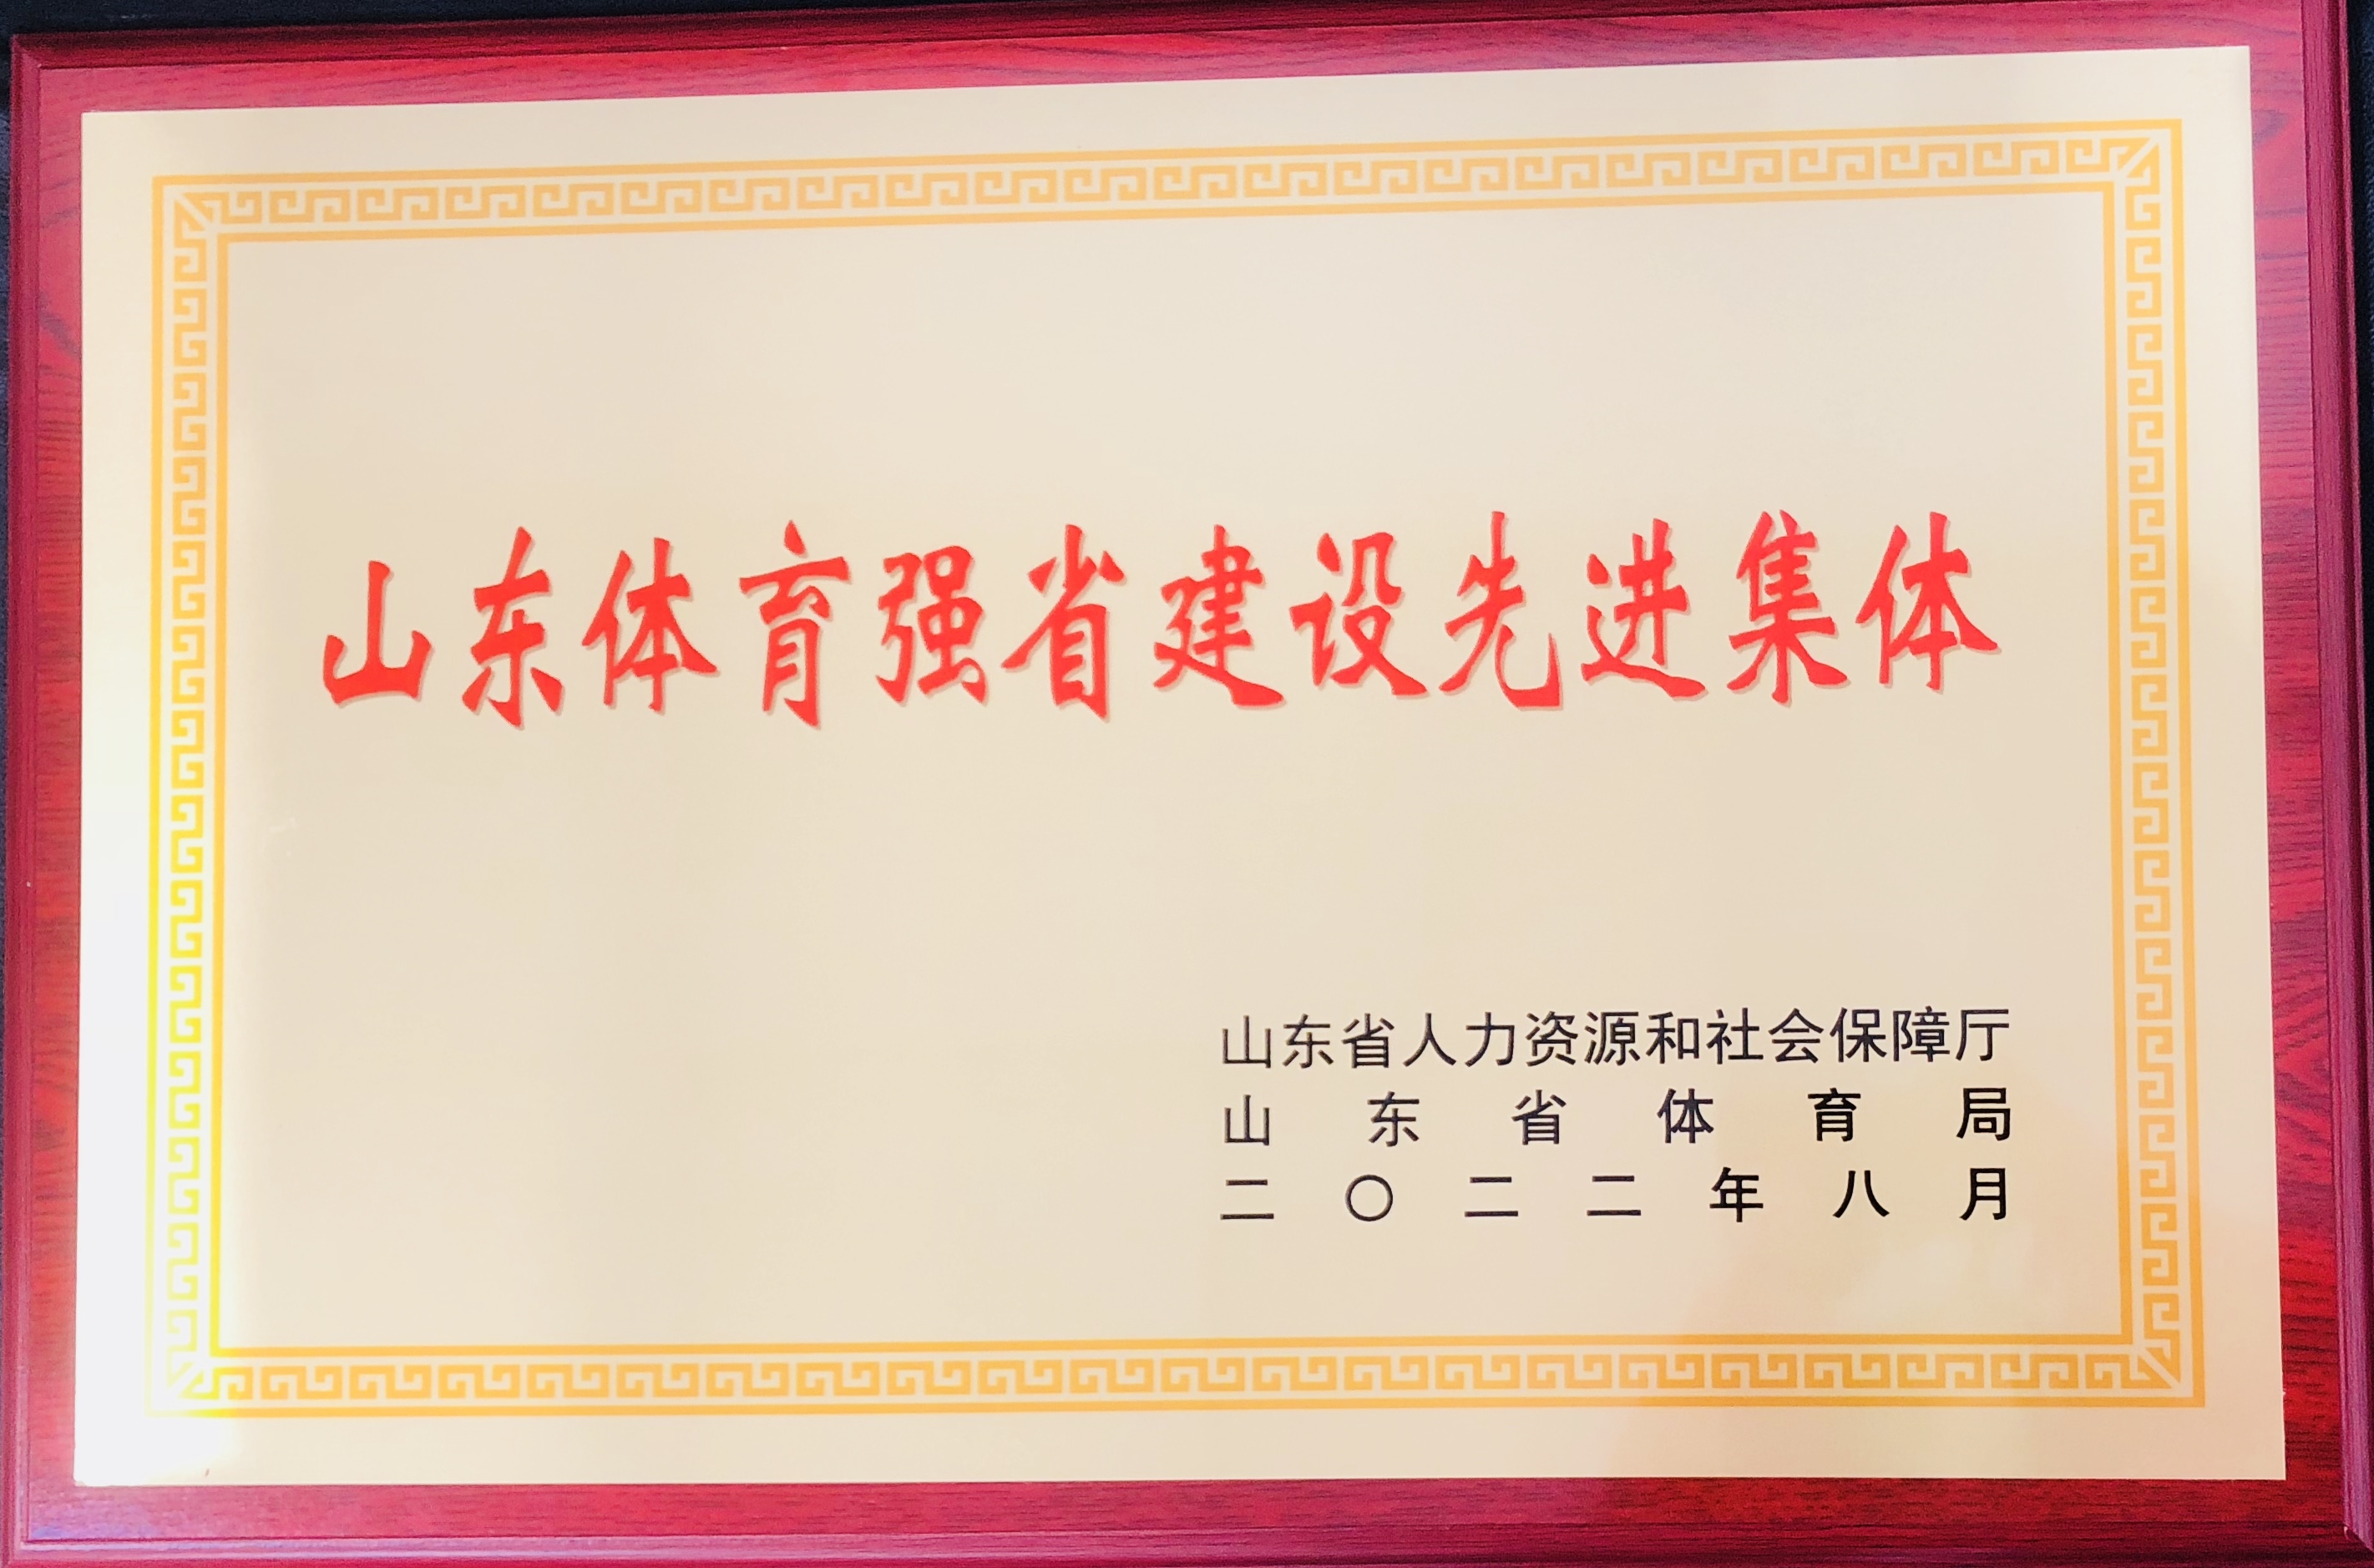 山东体育强省建设先进集体
山东省人力资源和社会保障厅
山东省体育局
二〇二二年八月